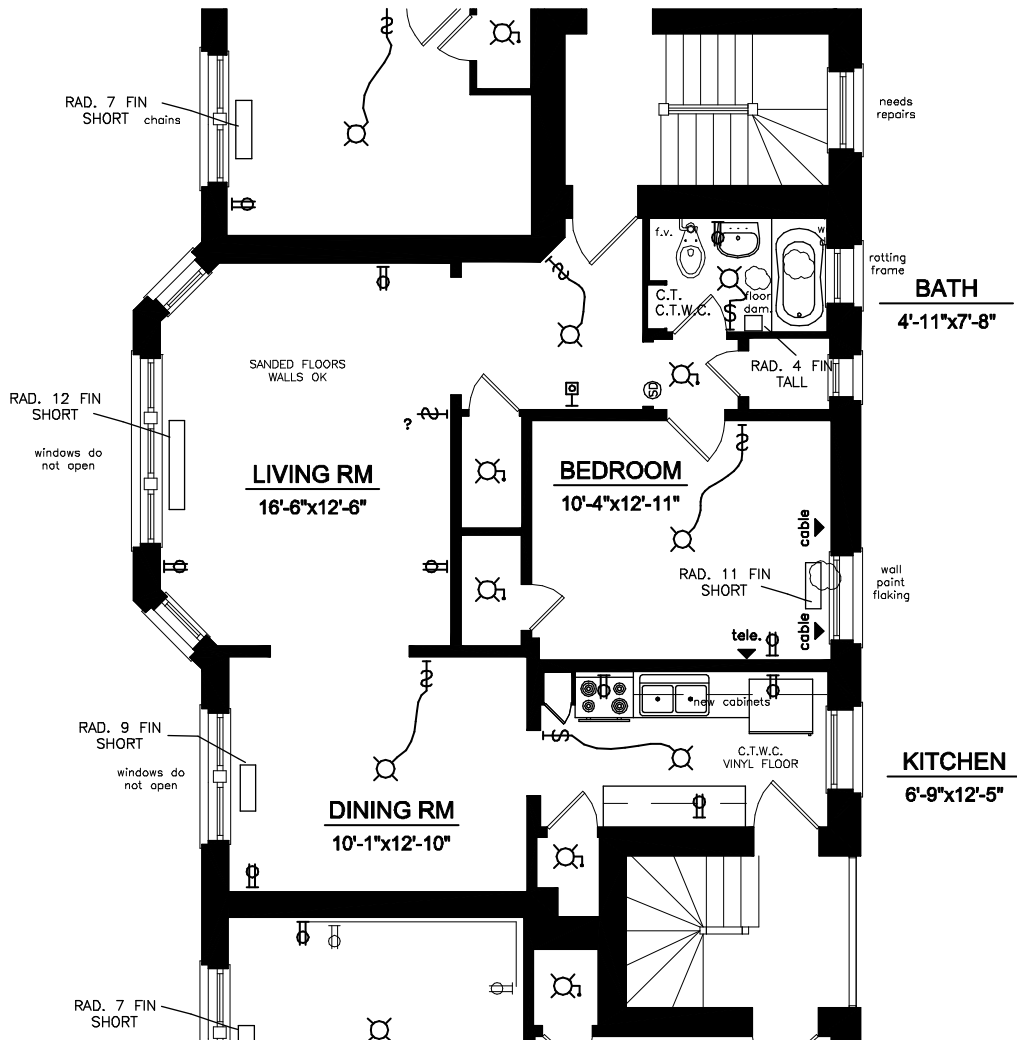 RAD. 7 FIN
SHORT chains
needs
repairs
f.v.
w
C.T.
C.T.W.C.
floor
dam.
rotting
frame
BATH
4'-11"x7'-8"
SANDED FLOORS
WALLS OK
RAD. 4 FIN
TALL
SD
RAD. 12 FIN
SHORT
?
windows do
not open
LIVING RM
16'-6"x12'-6"
BEDROOM
10'-4"x12'-11"
cable
RAD. 11 FIN
SHORT
wall
paint
flaking
cable
tele.
new cabinets
RAD. 9 FIN
SHORT
windows do
not open
C.T.W.C.
VINYL FLOOR
KITCHEN
6'-9"x12'-5"
DINING RM
10'-1"x12'-10"
RAD. 7 FIN
SHORT